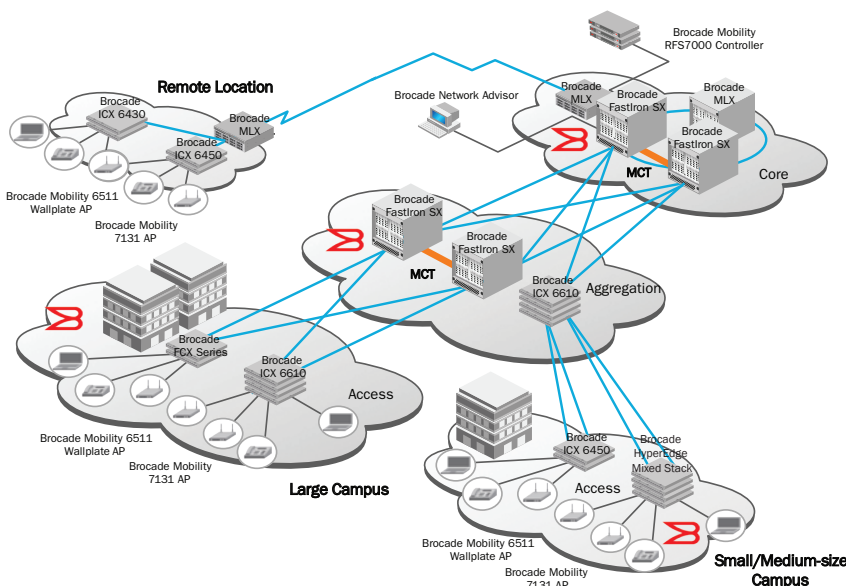 Brocade Mobility
RFS7000 Controller
Remote Location
Brocade
ICX 6430
Brocade
MLX
Brocade
ICX 6450
Brocade Mobility 6511
Wallplate AP
Brocade Mobility
7131 AP
Brocade Network Advisor
Brocade
MLX
Brocade
FastIron SX
Brocade
MLX
Brocade
FastIron SX
MCT
Core
Brocade
FastIron SX
Brocade
FastIron SX
MCT
Brocade
ICX 6610
Aggregation
Brocade
FCX Series
Brocade
ICX 6610
Access
Brocade Mobility 6511
Wallplate AP
Brocade Mobility
7131 AP
Large Campus
Brocade
ICX 6450
Brocade
HyperEdge
Mixed Stack
Access
Brocade Mobility 6511
Wallplate AP
Brocade Mobility
7131 AP
Small/Medium-size
Campus